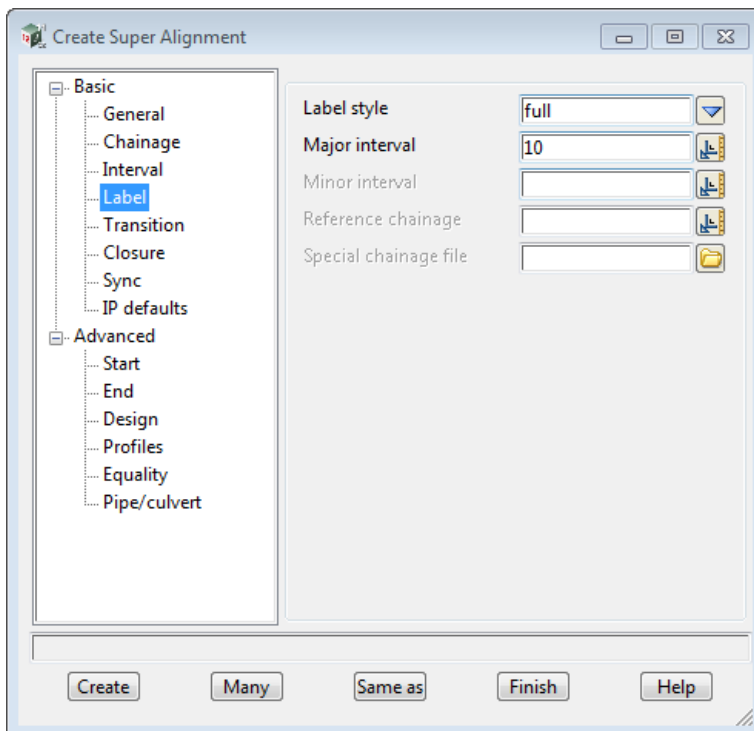 Create Super Alignment
Basic
General
Chainage
Interval
Label
Transition
Closure
Sync
IP defaults
Advanced
Start
End
Design
Profiles
Equality
Pipe/culvert
Label style full
Major interval 10
Minor interval
Reference chainage
Special chainage file
Create Many Same as Finish Help